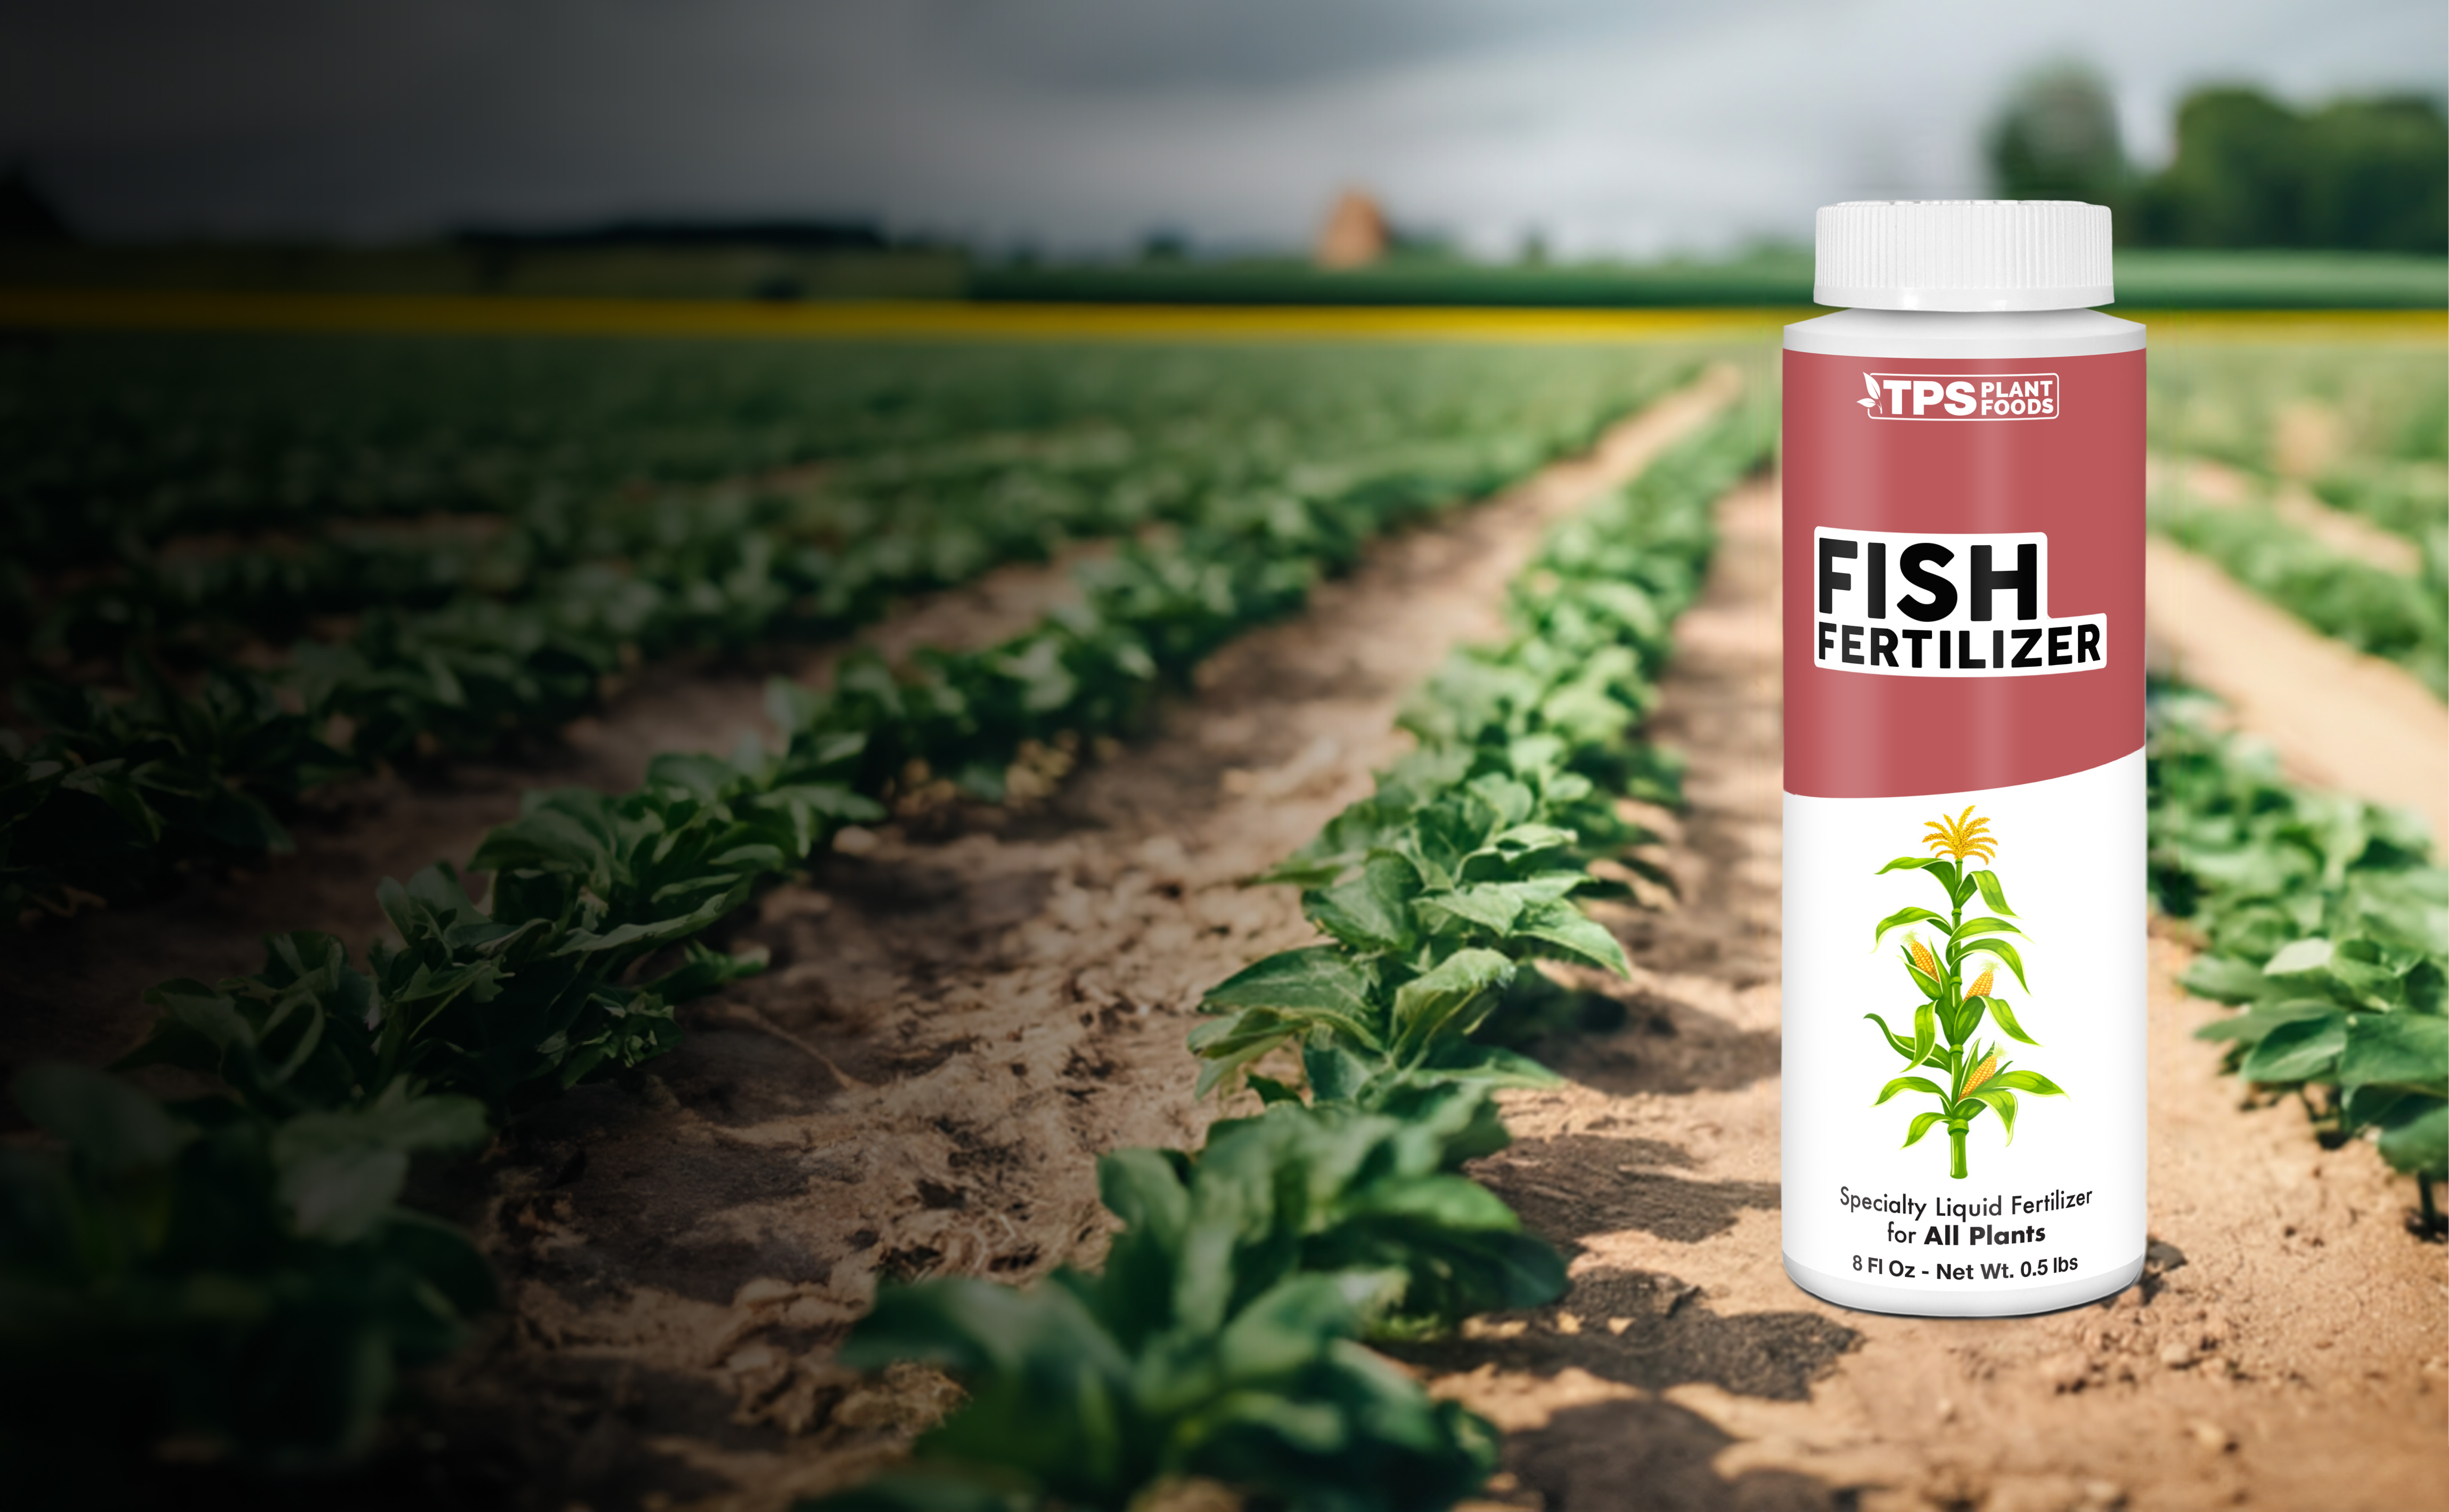 TPS PLANT FOODS
FISH
FERTILIZER
Specialty Liquid Fertilizer
for All Plants
8 Fl Oz - Net Wt. 0.5 lbs